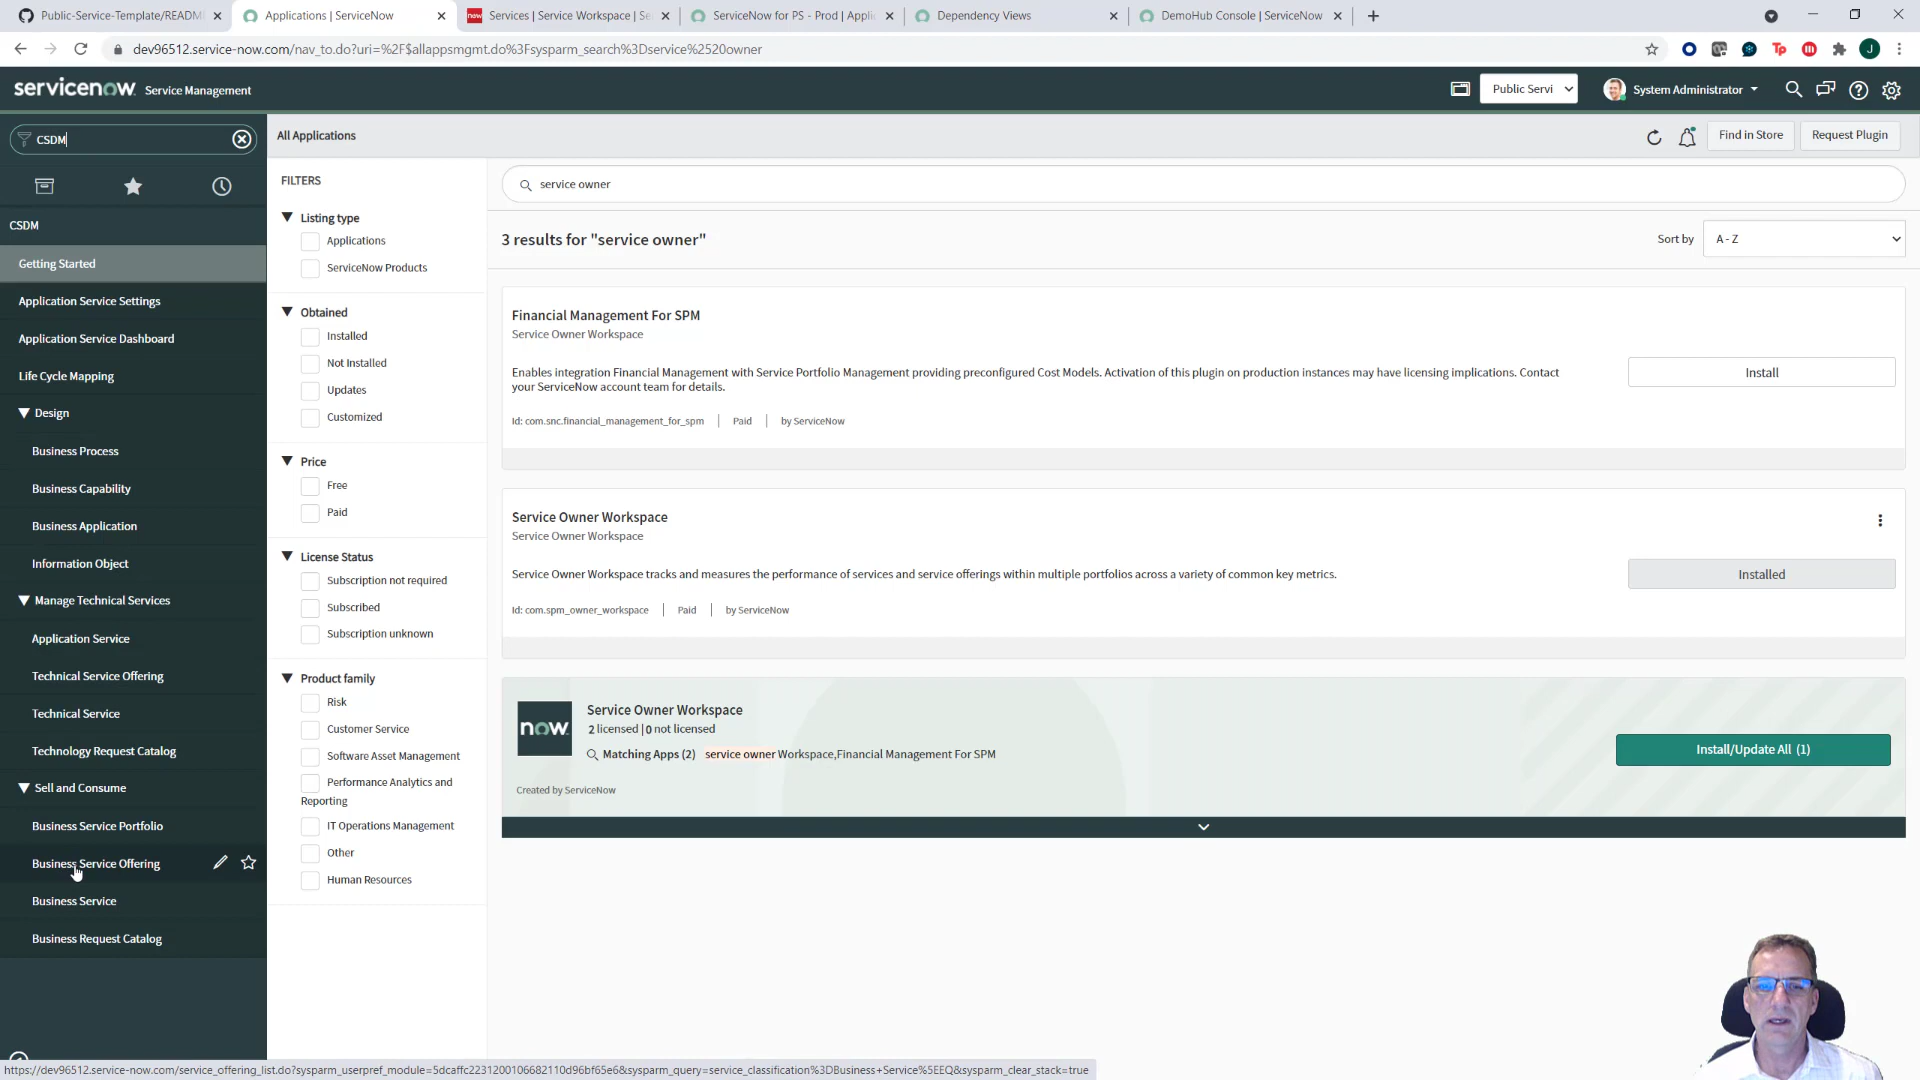 Public-Service-Template/READM
Applications | ServiceNow
Services | Service Workspace | Se
ServiceNow for PS - Prod | Applic
Dependency Views
DemoHub Console | ServiceNow
dev96512.service-now.com/nav_to.do?uri=%2F$allappsmgmt.do%3Fsysparm_search%3Dservice%2520owner
Tp
J
servicenow Service Management
Public Servi
System Administrator
CSDM
All Applications
Find in Store
Request Plugin
CSDM
Getting Started
Application Service Settings
Application Service Dashboard
Life Cycle Mapping
Design
Business Process
Business Capability
Business Application
Information Object
Manage Technical Services
Application Service
Technical Service Offering
Technical Service
Technology Request Catalog
Sell and Consume
Business Service Portfolio
Business Service Offering
Business Service
Business Request Catalog
FILTERS
Listing type
Applications
ServiceNow Products
Obtained
Installed
Not Installed
Updates
Customized
Price
Free
Paid
License Status
Subscription not required
Subscribed
Subscription unknown
Product family
Risk
Customer Service
Software Asset Management
Performance Analytics and
Reporting
IT Operations Management
Other
Human Resources
service owner
3 results for "service owner"
Sort by
A - Z
Financial Management For SPM
Service Owner Workspace
Enables integration Financial Management with Service Portfolio Management providing preconfigured Cost Models. Activation of this plugin on production instances may have licensing implications. Contact
your ServiceNow account team for details.
Install
Id: com.snc.financial_management_for_spm | Paid | by ServiceNow
Service Owner Workspace
Service Owner Workspace
Service Owner Workspace tracks and measures the performance of services and service offerings within multiple portfolios across a variety of common key metrics.
Installed
Id: com.spm_owner_workspace | Paid | by ServiceNow
now.
Service Owner Workspace
2 licensed | 0 not licensed
Matching Apps (2) service owner Workspace,Financial Management For SPM
Install/Update All (1)
Created by ServiceNow
https://dev96512.service-now.com/service_offering_list.do?sysparm_userpref_module=5dcaffc2231200106682110d96bf65e6&sysparm_query=service_classification%3DBusiness+Service%5EEQ&sysparm_clear_stack=true